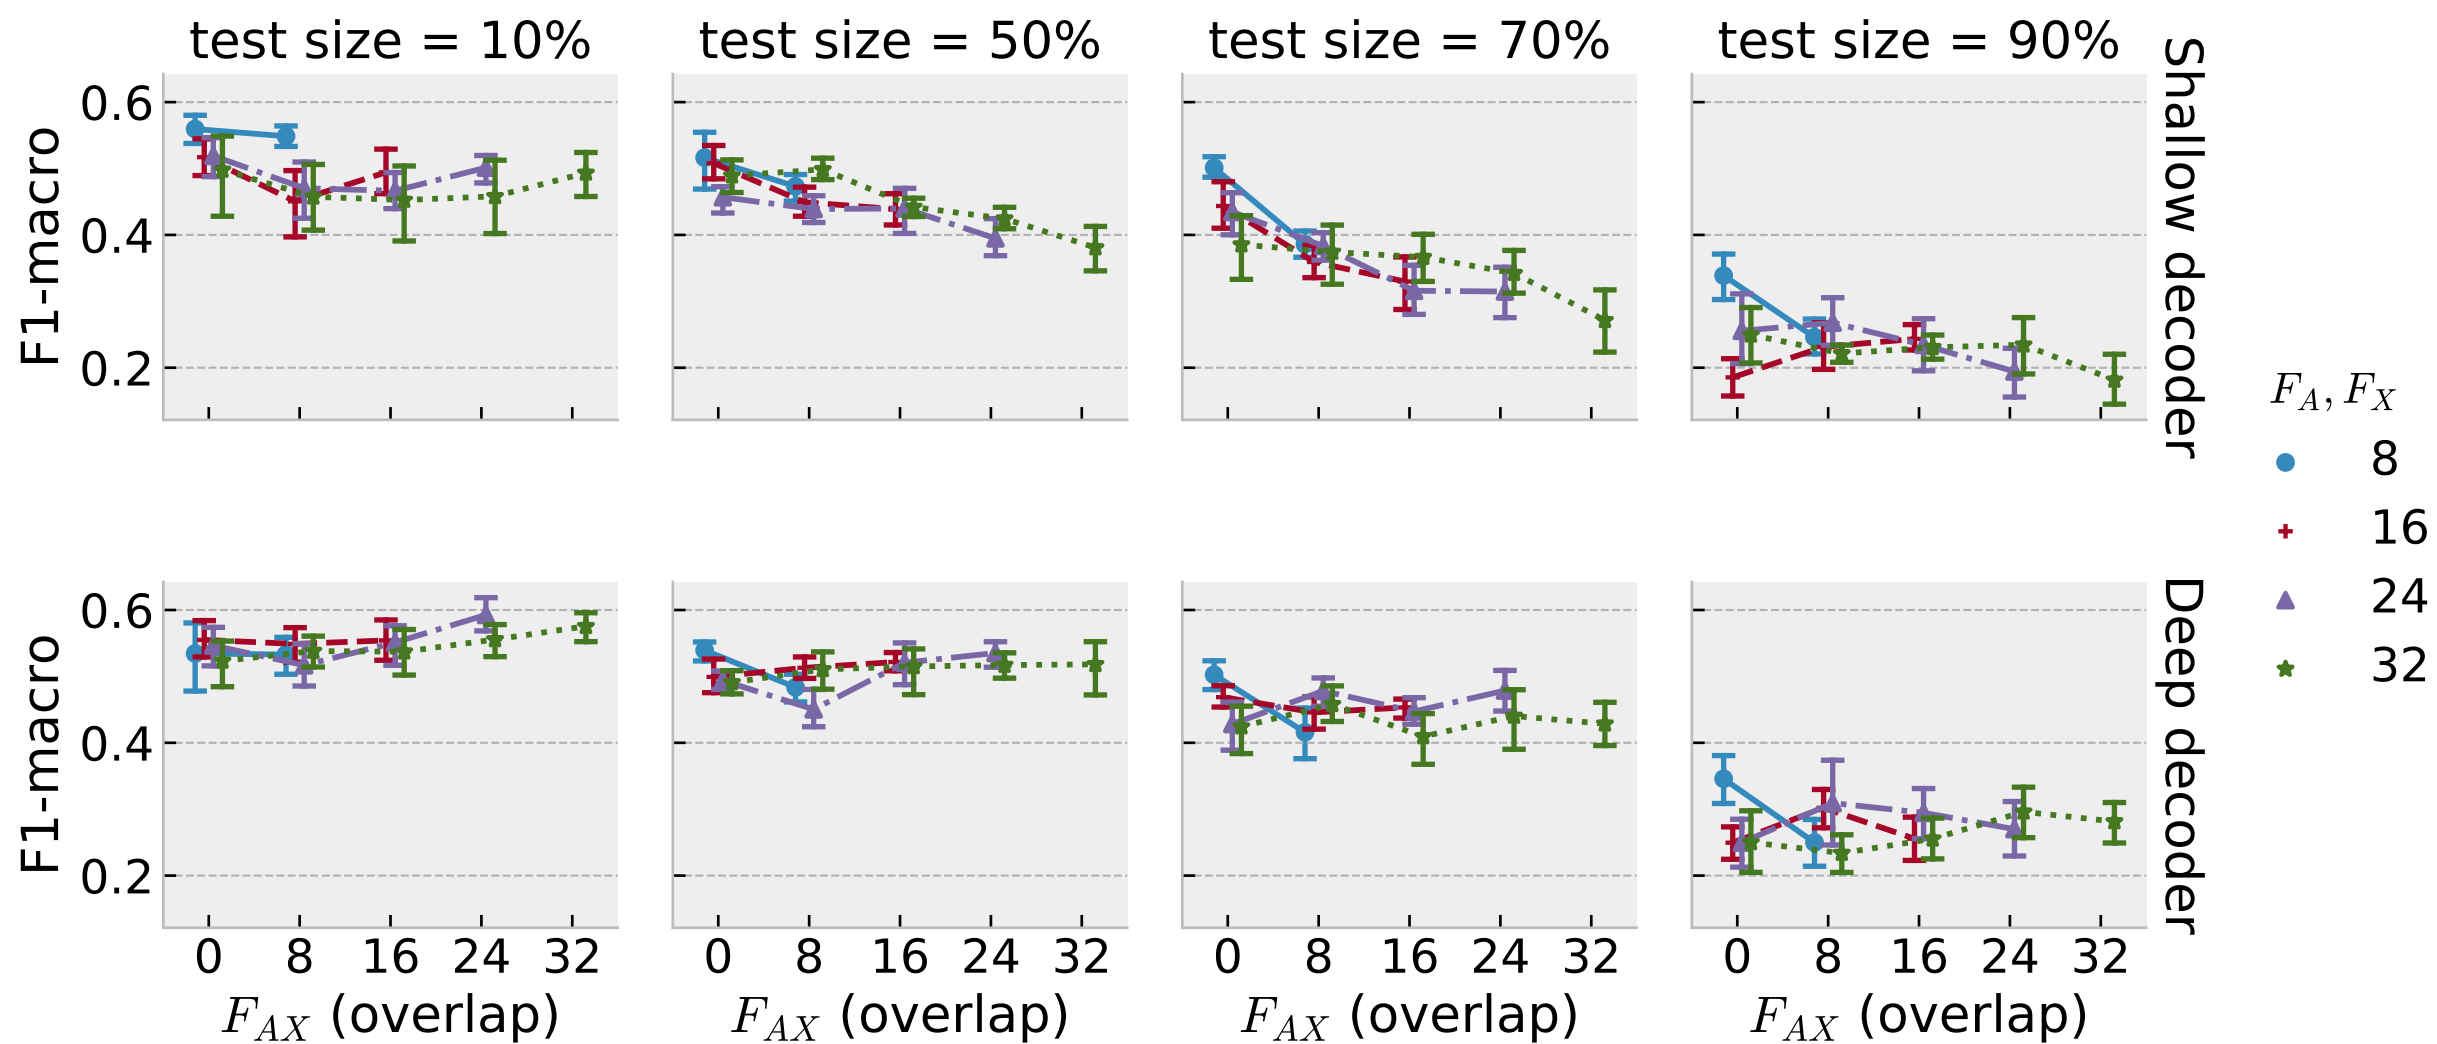 test size = 10% test size = 50% test size = 70% test size = 90%
Shallow decoder
F1-macro
0.6
0.4
0.2
Deep decoder
F1-macro
0.6
0.4
0.2
0 8 16 24 32 0 8 16 24 32 0 8 16 24 32 0 8 16 24 32
F_AX (overlap) F_AX (overlap) F_AX (overlap) F_AX (overlap)
F_A, F_X
8
16
24
32